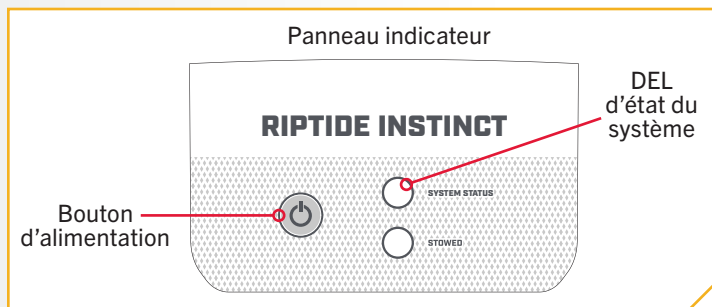 Panneau indicateur
DEL
d'état du
système
RIPTIDE INSTINCT
SYSTEM STATUS
Bouton
d'alimentation
STOWED